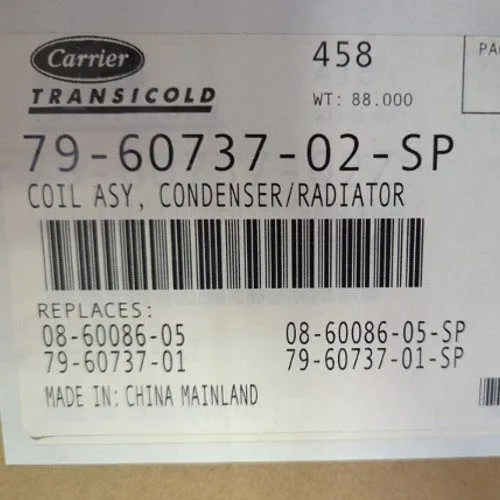 Carrier
TRANSICOLD
458
WT: 88.000
79-60737-02-SP
COIL ASY, CONDENSER/RADIATOR
REPLACES:
08-60086-05 08-60086-05-SP
79-60737-01 79-60737-01-SP
MADE IN: CHINA MAINLAND